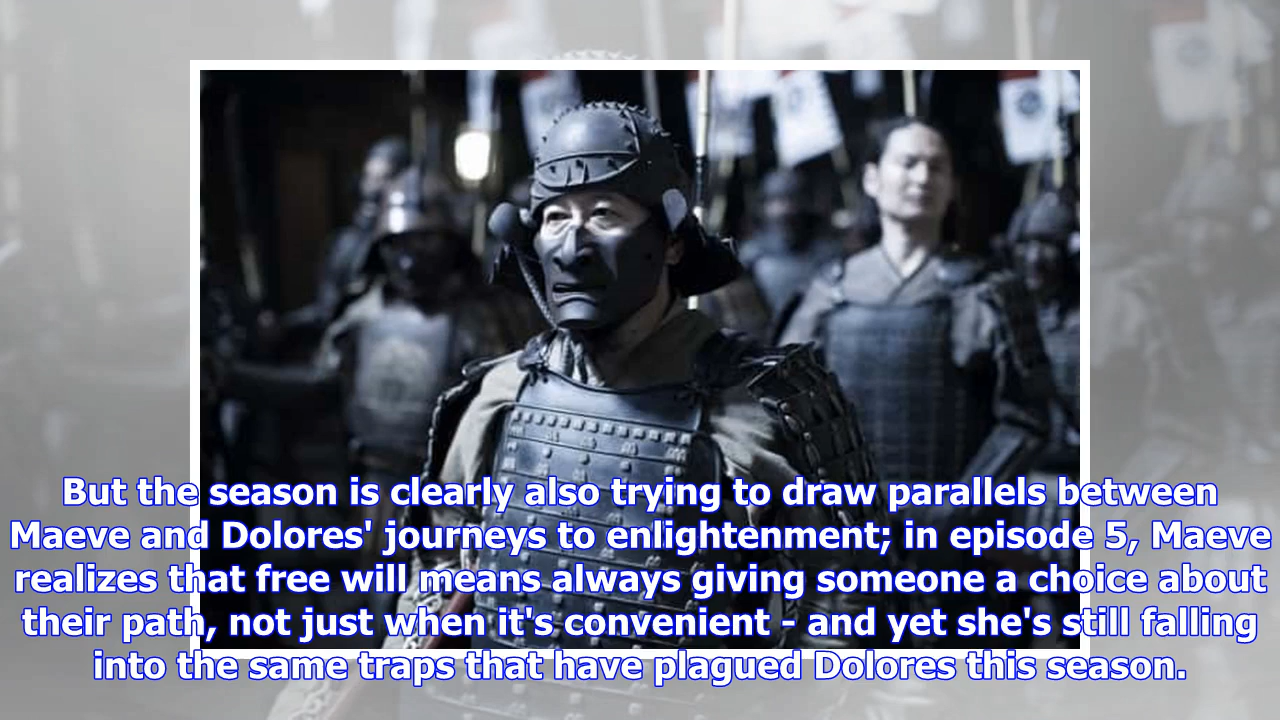 But the season is clearly also trying to draw parallels between
Maeve and Dolores' journeys to enlightenment; in episode 5, Maeve
realizes that free will means always giving someone a choice about
their path, not just when it's convenient - and yet she's still falling
into the same traps that have plagued Dolores this season.